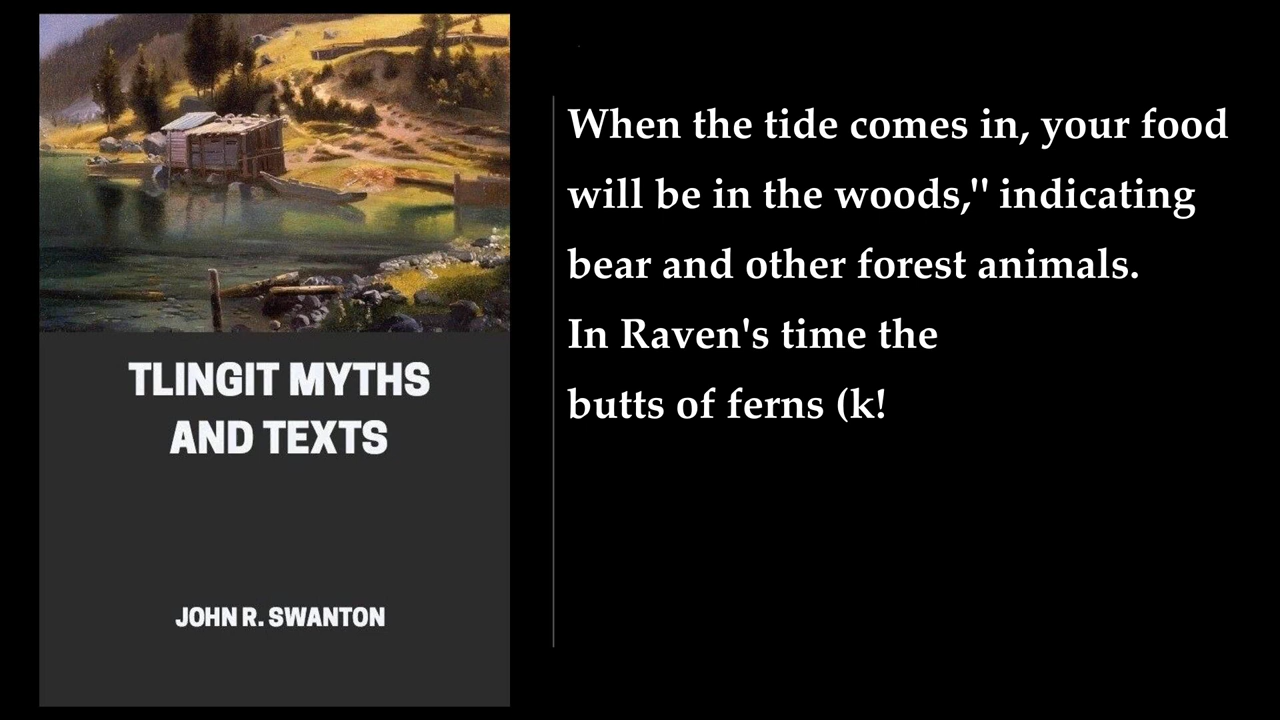 TLINGIT MYTHS
AND TEXTS
JOHN R. SWANTON
When the tide comes in, your food
will be in the woods," indicating
bear and other forest animals.
In Raven's time the
butts of ferns (k!